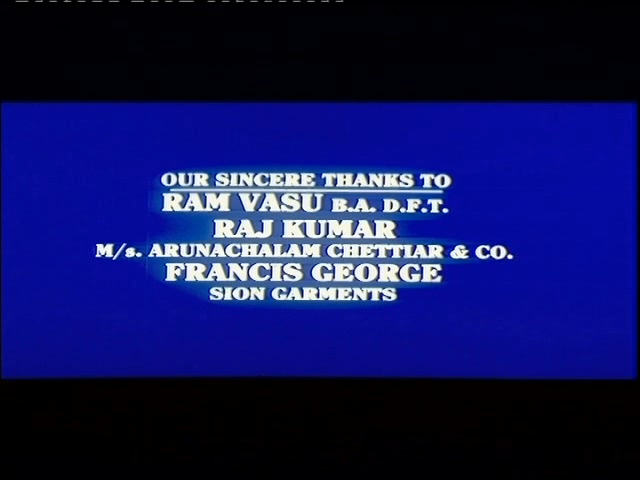 OUR SINCERE THANKS TO
RAM VASU B.A. D.F.T.
RAJ KUMAR
M/s. ARUNACHALAM CHETTIAR & CO.
FRANCIS GEORGE
SION GARMENTS